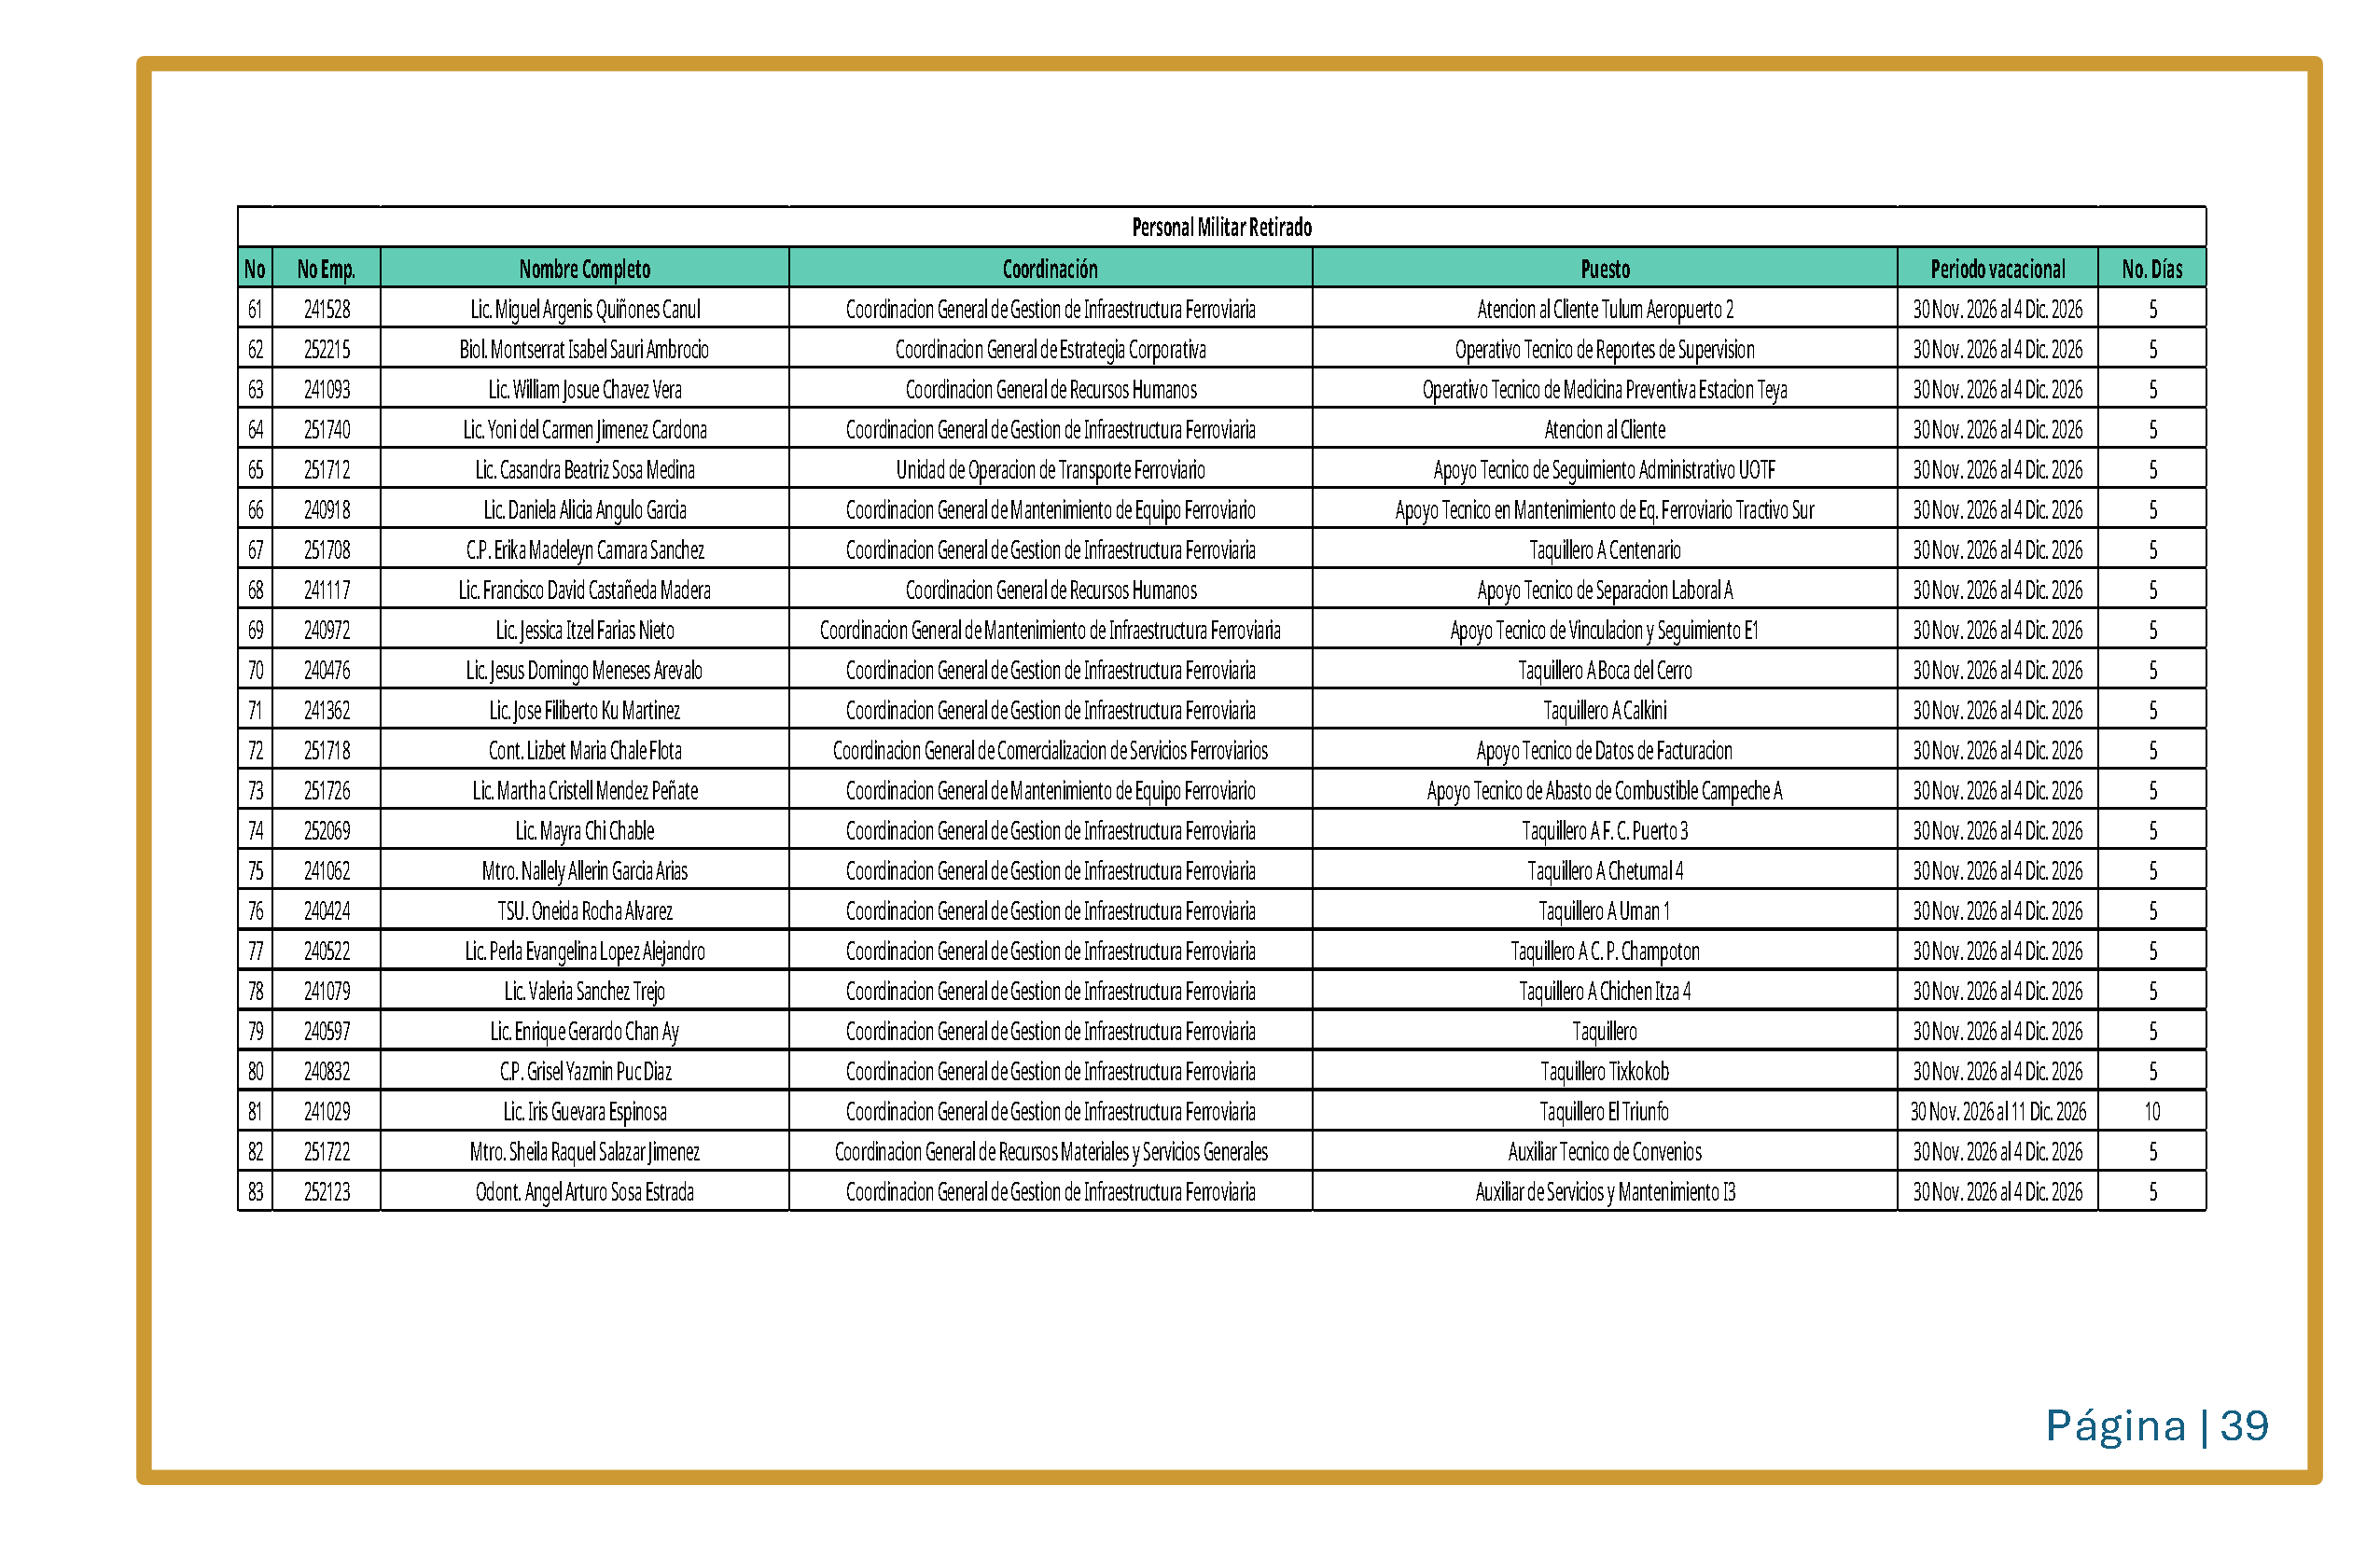 Personal Militar Retirado
No No Emp. Nombre Completo Coordinación Puesto Periodo vacacional No. Días
61 241528 Lic. Miguel Argenis Quiñones Canul Coordinacion General de Gestion de Infraestructura Ferroviaria Atencion al Cliente Tulum Aeropuerto 2 30 Nov. 2026 al 4 Dic. 2026 5
62 252215 Biol. Montserrat Isabel Sauri Ambrocio Coordinacion General de Estrategia Corporativa Operativo Tecnico de Reportes de Supervision 30 Nov. 2026 al 4 Dic. 2026 5
63 241093 Lic. William Josue Chavez Vera Coordinacion General de Recursos Humanos Operativo Tecnico de Medicina Preventiva Estacion Teya 30 Nov. 2026 al 4 Dic. 2026 5
64 251740 Lic. Yoni del Carmen Jimenez Cardona Coordinacion General de Gestion de Infraestructura Ferroviaria Atencion al Cliente 30 Nov. 2026 al 4 Dic. 2026 5
65 251712 Lic. Casandra Beatriz Sosa Medina Unidad de Operacion de Transporte Ferroviario Apoyo Tecnico de Seguimiento Administrativo UOTF 30 Nov. 2026 al 4 Dic. 2026 5
66 240918 Lic. Daniela Alicia Angulo Garcia Coordinacion General de Mantenimiento de Equipo Ferroviario Apoyo Tecnico en Mantenimiento de Eq. Ferroviario Tractivo Sur 30 Nov. 2026 al 4 Dic. 2026 5
67 251708 C.P. Erika Madeleyn Camara Sanchez Coordinacion General de Gestion de Infraestructura Ferroviaria Taquillero A Centenario 30 Nov. 2026 al 4 Dic. 2026 5
68 241117 Lic. Francisco David Castañeda Madera Coordinacion General de Recursos Humanos Apoyo Tecnico de Separacion Laboral A 30 Nov. 2026 al 4 Dic. 2026 5
69 240972 Lic. Jessica Itzel Farias Nieto Coordinacion General de Mantenimiento de Infraestructura Ferroviaria Apoyo Tecnico de Vinculacion y Seguimiento E1 30 Nov. 2026 al 4 Dic. 2026 5
70 240476 Lic. Jesus Domingo Meneses Arevalo Coordinacion General de Gestion de Infraestructura Ferroviaria Taquillero A Boca del Cerro 30 Nov. 2026 al 4 Dic. 2026 5
71 241362 Lic. Jose Filiberto Ku Martinez Coordinacion General de Gestion de Infraestructura Ferroviaria Taquillero A Calkini 30 Nov. 2026 al 4 Dic. 2026 5
72 251718 Cont. Lizbet Maria Chale Flota Coordinacion General de Comercializacion de Servicios Ferroviarios Apoyo Tecnico de Datos de Facturacion 30 Nov. 2026 al 4 Dic. 2026 5
73 251726 Lic. Martha Cristell Mendez Peñate Coordinacion General de Mantenimiento de Equipo Ferroviario Apoyo Tecnico de Abasto de Combustible Campeche A 30 Nov. 2026 al 4 Dic. 2026 5
74 252069 Lic. Mayra Chi Chable Coordinacion General de Gestion de Infraestructura Ferroviaria Taquillero A F. C. Puerto 3 30 Nov. 2026 al 4 Dic. 2026 5
75 241062 Mtro. Nallely Allerin Garcia Arias Coordinacion General de Gestion de Infraestructura Ferroviaria Taquillero A Chetumal 4 30 Nov. 2026 al 4 Dic. 2026 5
76 240424 TSU. Oneida Rocha Alvarez Coordinacion General de Gestion de Infraestructura Ferroviaria Taquillero A Uman 1 30 Nov. 2026 al 4 Dic. 2026 5
77 240522 Lic. Perla Evangelina Lopez Alejandro Coordinacion General de Gestion de Infraestructura Ferroviaria Taquillero A C. P. Champoton 30 Nov. 2026 al 4 Dic. 2026 5
78 241079 Lic. Valeria Sanchez Trejo Coordinacion General de Gestion de Infraestructura Ferroviaria Taquillero A Chichen Itza 4 30 Nov. 2026 al 4 Dic. 2026 5
79 240597 Lic. Enrique Gerardo Chan Ay Coordinacion General de Gestion de Infraestructura Ferroviaria Taquillero 30 Nov. 2026 al 4 Dic. 2026 5
80 240832 C.P. Grisel Yazmin Puc Diaz Coordinacion General de Gestion de Infraestructura Ferroviaria Taquillero Tixkokob 30 Nov. 2026 al 4 Dic. 2026 5
81 241029 Lic. Iris Guevara Espinosa Coordinacion General de Gestion de Infraestructura Ferroviaria Taquillero El Triunfo 30 Nov. 2026 al 11 Dic. 2026 10
82 251722 Mtro. Sheila Raquel Salazar Jimenez Coordinacion General de Recursos Materiales y Servicios Generales Auxiliar Tecnico de Convenios 30 Nov. 2026 al 4 Dic. 2026 5
83 252123 Odont. Angel Arturo Sosa Estrada Coordinacion General de Gestion de Infraestructura Ferroviaria Auxiliar de Servicios y Mantenimiento I3 30 Nov. 2026 al 4 Dic. 2026 5
Página | 39